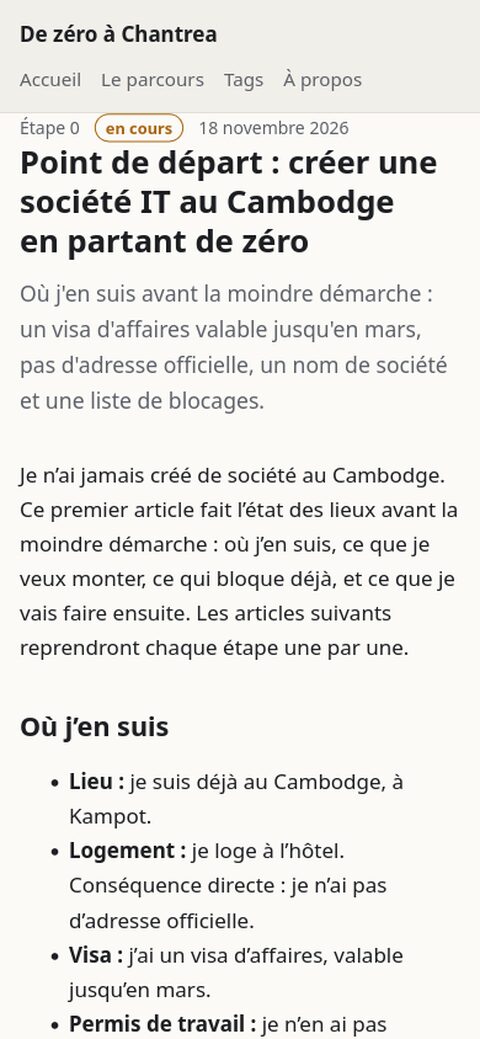 De zéro à Chantrea
Accueil Le parcours Tags À propos
Étape 0 en cours 18 novembre 2026
Point de départ : créer une
société IT au Cambodge
en partant de zéro
Où j'en suis avant la moindre démarche :
un visa d'affaires valable jusqu'en mars,
pas d'adresse officielle, un nom de société
et une liste de blocages.
Je n’ai jamais créé de société au Cambodge.
Ce premier article fait l’état des lieux avant la
moindre démarche : où j’en suis, ce que je
veux monter, ce qui bloque déjà, et ce que je
vais faire ensuite. Les articles suivants
reprendront chaque étape une par une.
Où j’en suis
• Lieu : je suis déjà au Cambodge, à
Kampot.
• Logement : je loge à l’hôtel.
Conséquence directe : je n’ai pas
d’adresse officielle.
• Visa : j’ai un visa d’affaires, valable
jusqu’en mars.
• Permis de travail : je n’en ai pas